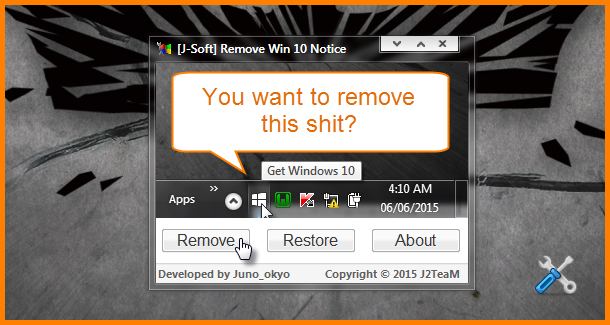 [J-Soft] Remove Win 10 Notice
You want to remove
this shit?
Get Windows 10
Apps
»
4:10 AM
06/06/2015
Remove
Restore
About
Developed by Juno_okyo
Copyright © 2015 J2TeaM